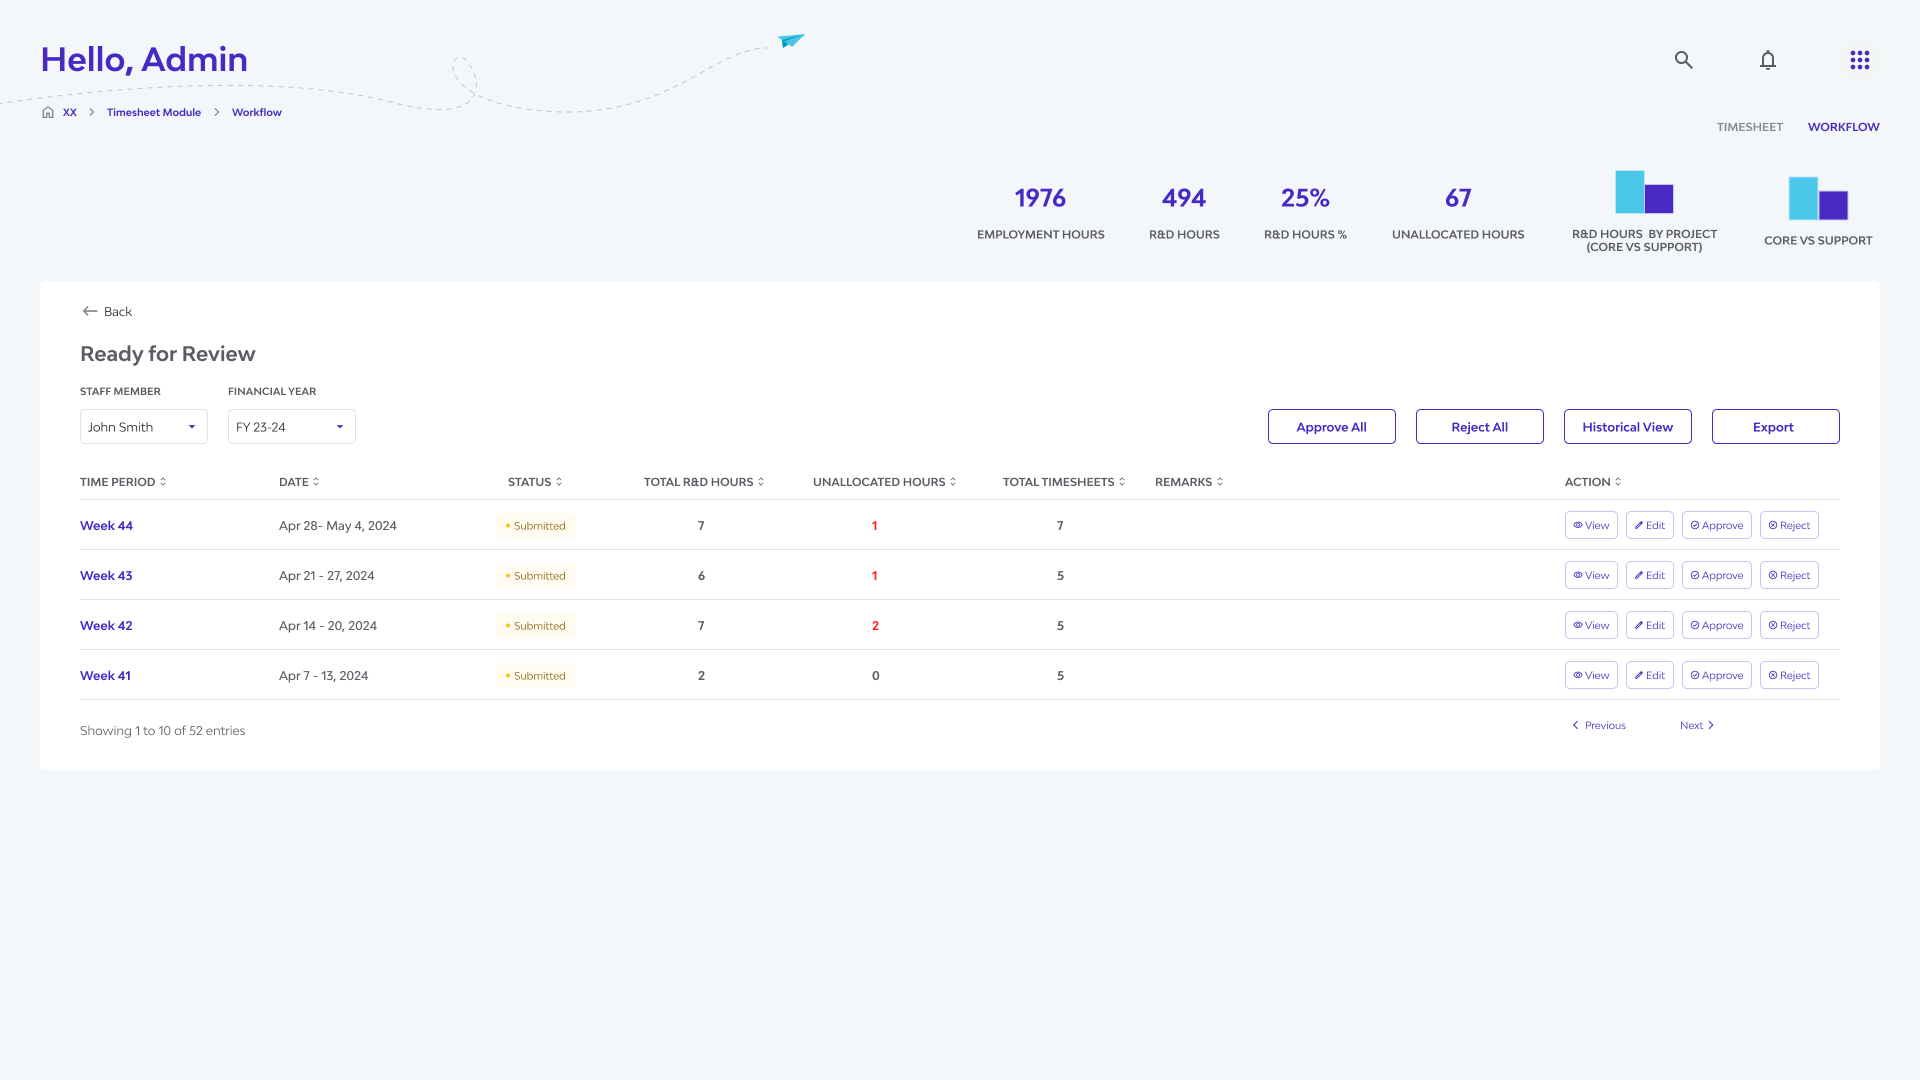 Hello, Admin
XX Timesheet Module Workflow
TIMESHEET WORKFLOW
1976 494 25% 67
EMPLOYMENT HOURS R&D HOURS R&D HOURS % UNALLOCATED HOURS R&D HOURS BY PROJECT
(CORE VS SUPPORT)
CORE VS SUPPORT
Back
Ready for Review
STAFF MEMBER FINANCIAL YEAR
John Smith FY 23-24 Approve All Reject All Historical View Export
TIME PERIOD DATE STATUS TOTAL R&D HOURS UNALLOCATED HOURS TOTAL TIMESHEETS REMARKS ACTION
Week 44 Apr 28- May 4, 2024 Submitted 7 1 7 View Edit Approve Reject
Week 43 Apr 21 - 27, 2024 Submitted 6 1 5 View Edit Approve Reject
Week 42 Apr 14 - 20, 2024 Submitted 7 2 5 View Edit Approve Reject
Week 41 Apr 7 - 13, 2024 Submitted 2 0 5 View Edit Approve Reject
Showing 1 to 10 of 52 entries Previous Next